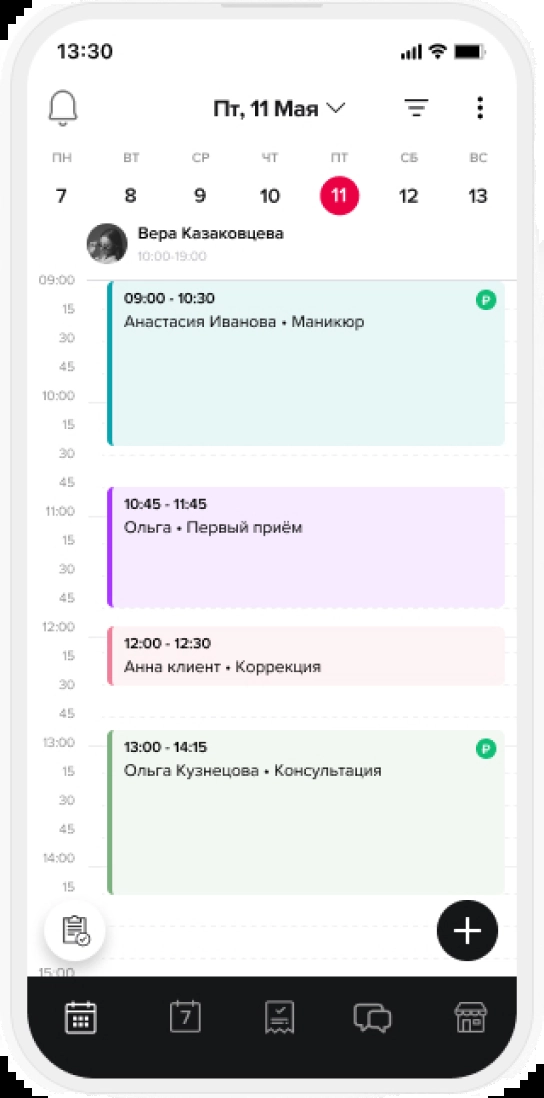 13:30
Пт, 11 Мая
ПН ВТ СР ЧТ ПТ СБ ВС
7 8 9 10 11 12 13
Вера Казаковцева
10:00-19:00
09:00
09:00 - 10:30
P
15
Анастасия Иванова • Маникюр
30
45
10:00
15
30
45
10:45 - 11:45
11:00
Ольга • Первый приём
15
30
45
12:00
12:00 - 12:30
15
Анна клиент • Коррекция
30
45
13:00
13:00 - 14:15
P
15
Ольга Кузнецова • Консультация
30
45
14:00
15
15:00
7